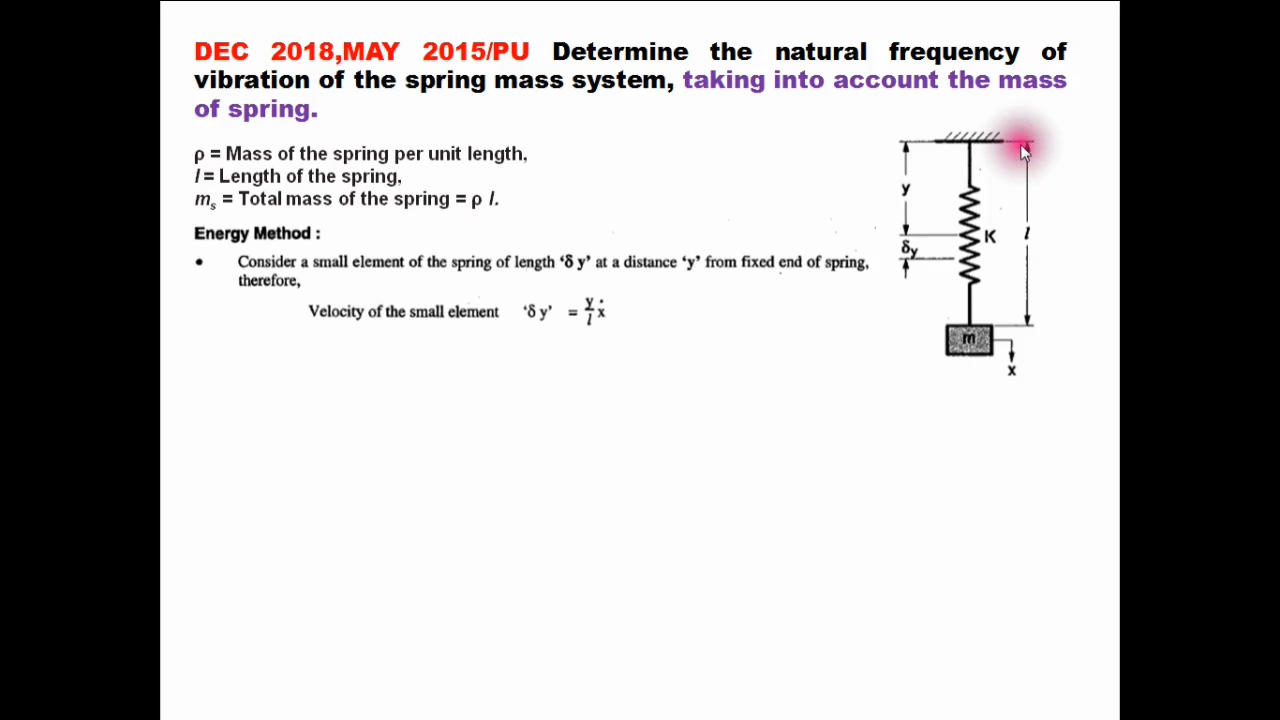 DEC 2018,MAY 2015/PU Determine the natural frequency of
vibration of the spring mass system, taking into account the mass
of spring.
ρ = Mass of the spring per unit length,
l = Length of the spring,
mₛ = Total mass of the spring = ρ l.
Energy Method :
• Consider a small element of the spring of length ‘δ y’ at a distance ‘y’ from fixed end of spring,
therefore,
Velocity of the small element ‘δ y’ = y/l ẋ
y
δy
K
l
m
x